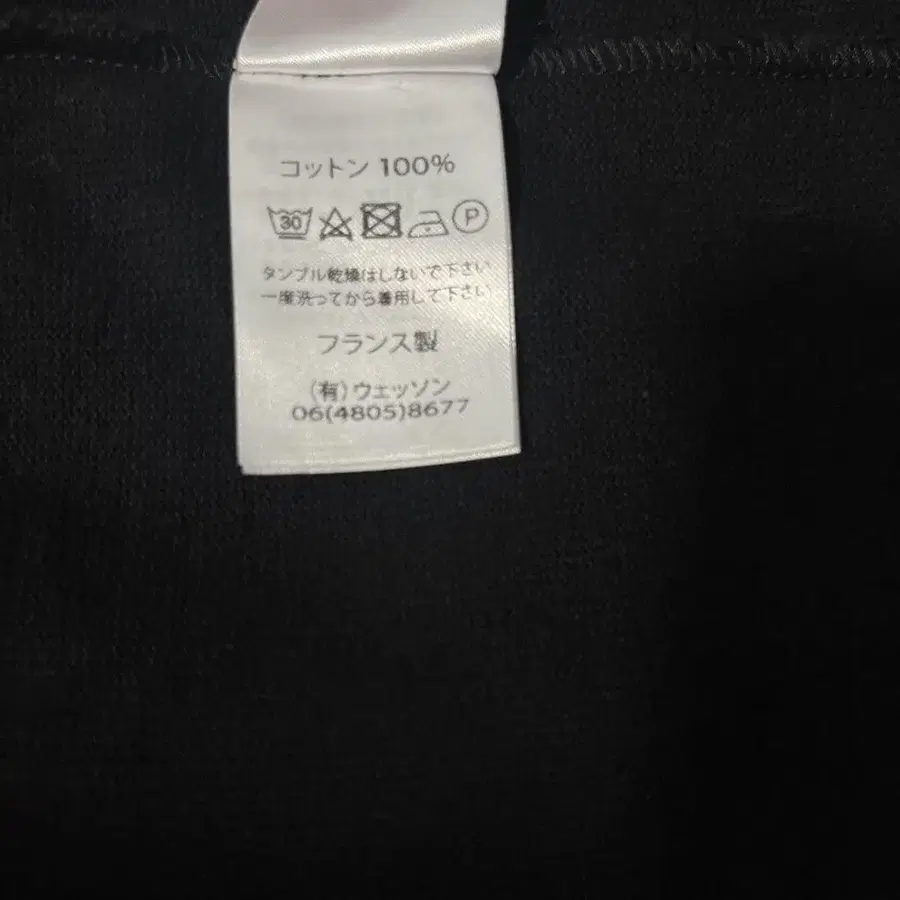 コットン 100%
30
P
タンブル乾燥はしないで下さい
一度洗ってから着用して下さい
フランス製
(有)ウェッソン
06(4805)8677